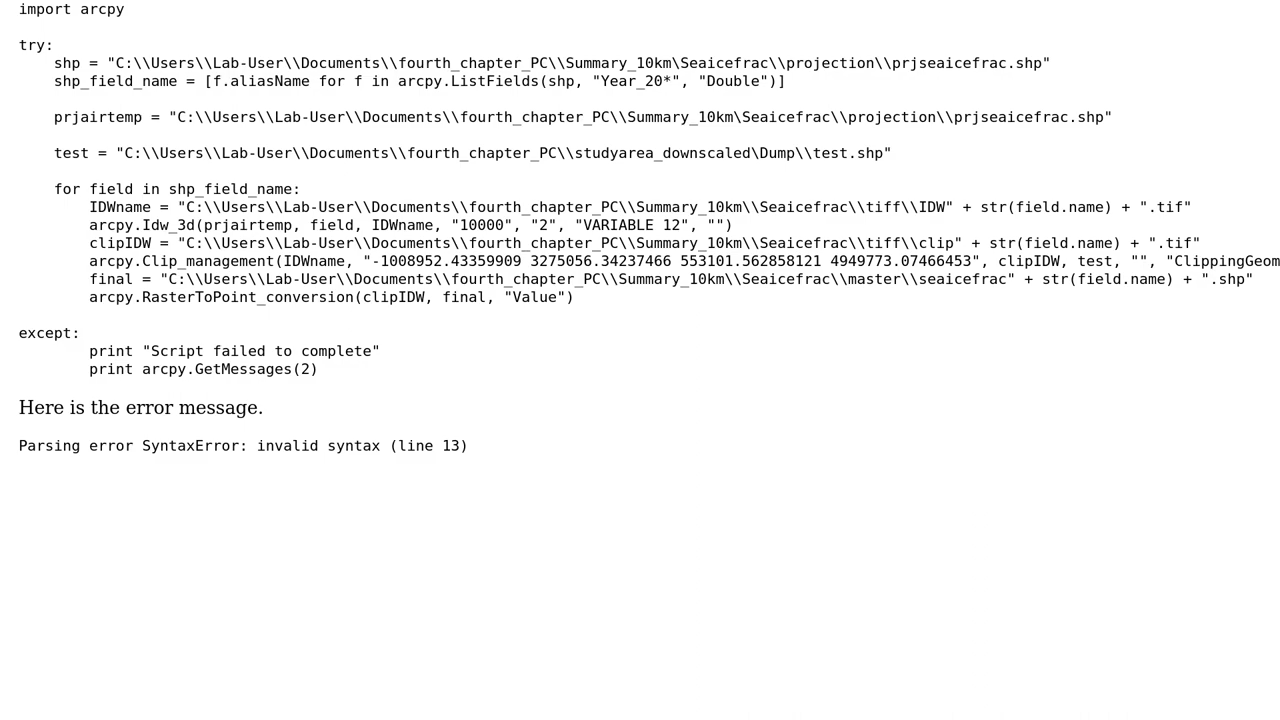 import arcpy
try:
shp = "C:\\Users\\Lab-User\\Documents\\fourth_chapter_PC\\Summary_10km\Seaicefrac\\projection\\prjseaicefrac.shp"
shp_field_name = [f.aliasName for f in arcpy.ListFields(shp, "Year_20*", "Double")]
prjairtemp = "C:\\Users\\Lab-User\\Documents\\fourth_chapter_PC\\Summary_10km\Seaicefrac\\projection\\prjseaicefrac.shp"
test = "C:\\Users\\Lab-User\\Documents\\fourth_chapter_PC\\studyarea_downscaled\Dump\\test.shp"
for field in shp_field_name:
IDWname = "C:\\Users\\Lab-User\\Documents\\fourth_chapter_PC\\Summary_10km\\Seaicefrac\\tiff\\IDW" + str(field.name) + ".tif"
arcpy.Idw_3d(prjairtemp, field, IDWname, "10000", "2", "VARIABLE 12", "")
clipIDW = "C:\\Users\\Lab-User\\Documents\\fourth_chapter_PC\\Summary_10km\\Seaicefrac\\tiff\\clip" + str(field.name) + ".tif"
arcpy.Clip_management(IDWname, "-1008952.43359909 3275056.34237466 553101.562858121 4949773.07466453", clipIDW, test, "", "ClippingGeom
final = "C:\\Users\\Lab-User\\Documents\\fourth_chapter_PC\\Summary_10km\\Seaicefrac\\master\\seaicefrac" + str(field.name) + ".shp"
arcpy.RasterToPoint_conversion(clipIDW, final, "Value")
except:
print "Script failed to complete"
print arcpy.GetMessages(2)
Here is the error message.
Parsing error SyntaxError: invalid syntax (line 13)